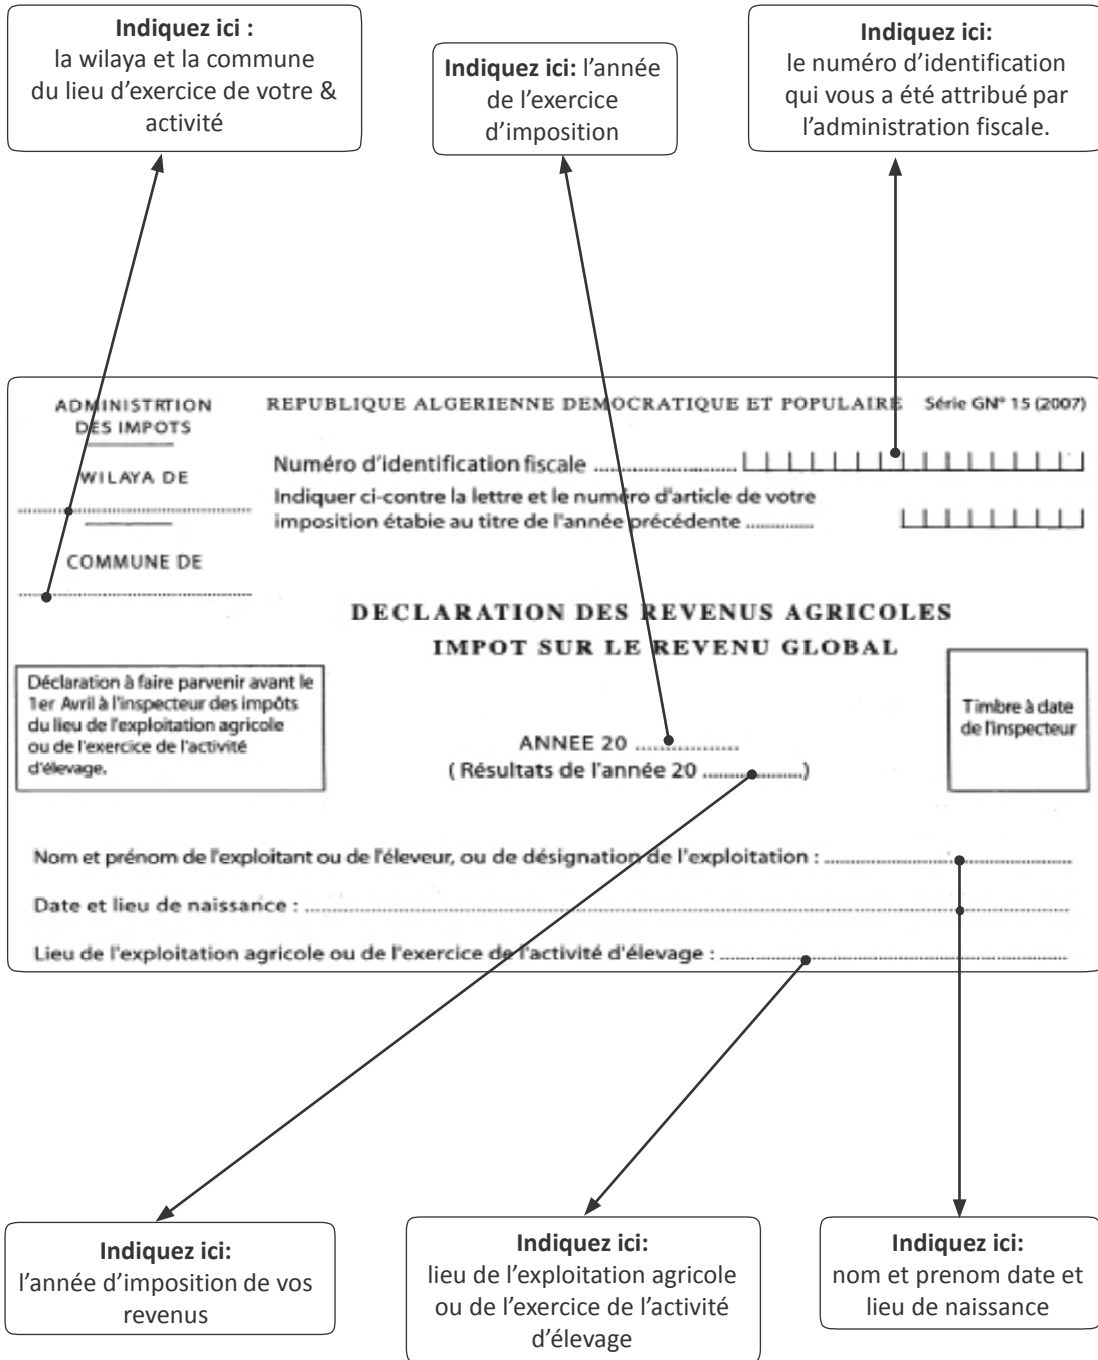 Indiquez ici :
la wilaya et la commune
du lieu d'exercice de votre &
activité
Indiquez ici: l'année
de l'exercice
d'imposition
Indiquez ici:
le numéro d'identification
qui vous a été attribué par
l'administration fiscale.
ADMINISTRTION
DES IMPOTS
WILAYA DE
COMMUNE DE
REPUBLIQUE ALGERIENNE DEMOCRATIQUE ET POPULAIRE Série GN° 15 (2007)
Numéro d'identification fiscale ..........................
Indiquer ci-contre la lettre et le numéro d'article de votre
imposition étabie au titre de l'année précédente .............
DECLARATION DES REVENUS AGRICOLES
IMPOT SUR LE REVENU GLOBAL
Déclaration à faire parvenir avant le
1er Avril à l'inspecteur des impôts
du lieu de l'exploitation agricole
ou de l'exercice de l'activité
d'élevage.
ANNEE 20 ..................
( Résultats de l'année 20 ..................)
Timbre à date
de l'inspecteur
Nom et prénom de l'exploitant ou de l'éleveur, ou de désignation de l'exploitation : ..................
Date et lieu de naissance : ..................
Lieu de l'exploitation agricole ou de l'exercice de l'activité d'élevage : ..................
Indiquez ici:
l'année d'imposition de vos
revenus
Indiquez ici:
lieu de l'exploitation agricole
ou de l'exercice de l'activité
d'élevage
Indiquez ici:
nom et prenom date et
lieu de naissance